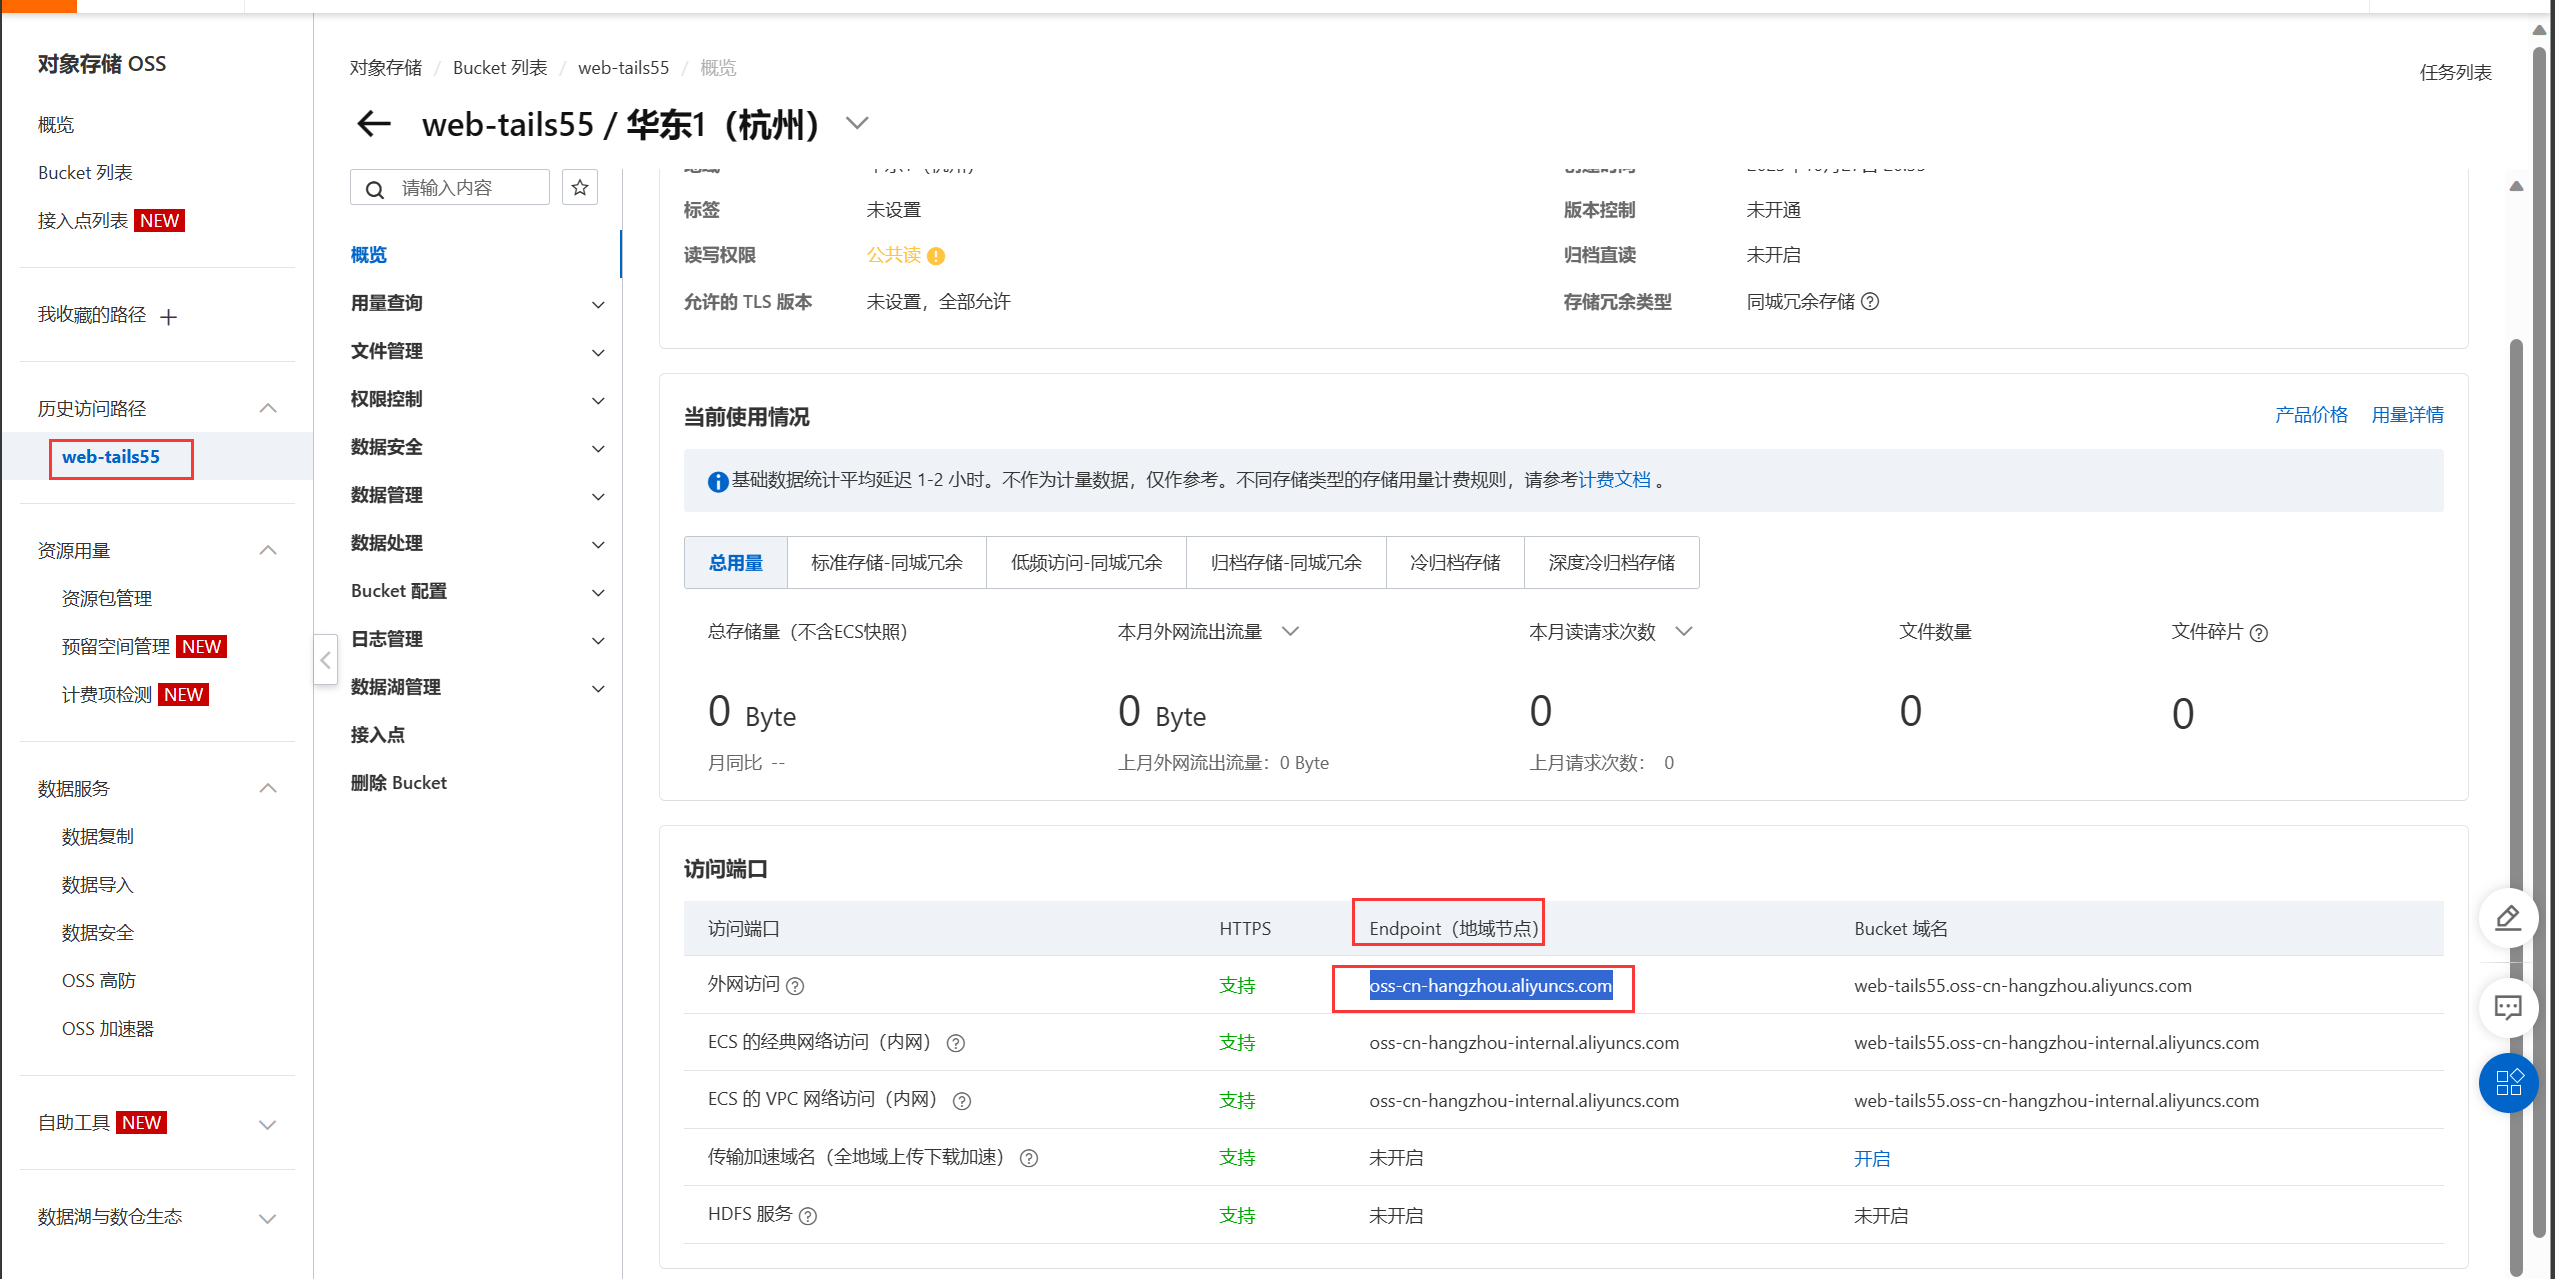 对象存储 OSS
概览
Bucket 列表
接入点列表 NEW
我收藏的路径
历史访问路径
web-tails55
资源用量
资源包管理
预留空间管理 NEW
计费项检测 NEW
数据服务
数据复制
数据导入
数据安全
OSS 高防
OSS 加速器
自助工具 NEW
数据湖与数仓生态
对象存储 / Bucket 列表 / web-tails55 / 概览
任务列表
web-tails55 / 华东1（杭州）
请输入内容
概览
用量查询
文件管理
权限控制
数据安全
数据管理
数据处理
Bucket 配置
日志管理
数据湖管理
接入点
删除 Bucket
标签 未设置 版本控制 未开通
读写权限 公共读 归档直读 未开启
允许的 TLS 版本 未设置，全部允许 存储冗余类型 同城冗余存储
当前使用情况 产品价格 用量详情
基础数据统计平均延迟 1-2 小时。不作为计量数据，仅作参考。不同存储类型的存储用量计费规则，请参考计费文档 。
总用量 标准存储-同城冗余 低频访问-同城冗余 归档存储-同城冗余 冷归档存储 深度冷归档存储
总存储量（不含ECS快照） 本月外网流出流量 本月读请求次数 文件数量 文件碎片
0 Byte 0 Byte 0 0 0
月同比 -- 上月外网流出流量：0 Byte 上月请求次数： 0
访问端口
访问端口 HTTPS Endpoint（地域节点） Bucket 域名
外网访问 支持 oss-cn-hangzhou.aliyuncs.com web-tails55.oss-cn-hangzhou.aliyuncs.com
ECS 的经典网络访问（内网） 支持 oss-cn-hangzhou-internal.aliyuncs.com web-tails55.oss-cn-hangzhou-internal.aliyuncs.com
ECS 的 VPC 网络访问（内网） 支持 oss-cn-hangzhou-internal.aliyuncs.com web-tails55.oss-cn-hangzhou-internal.aliyuncs.com
传输加速域名（全地域上传下载加速） 支持 未开启 开启
HDFS 服务 支持 未开启 未开启